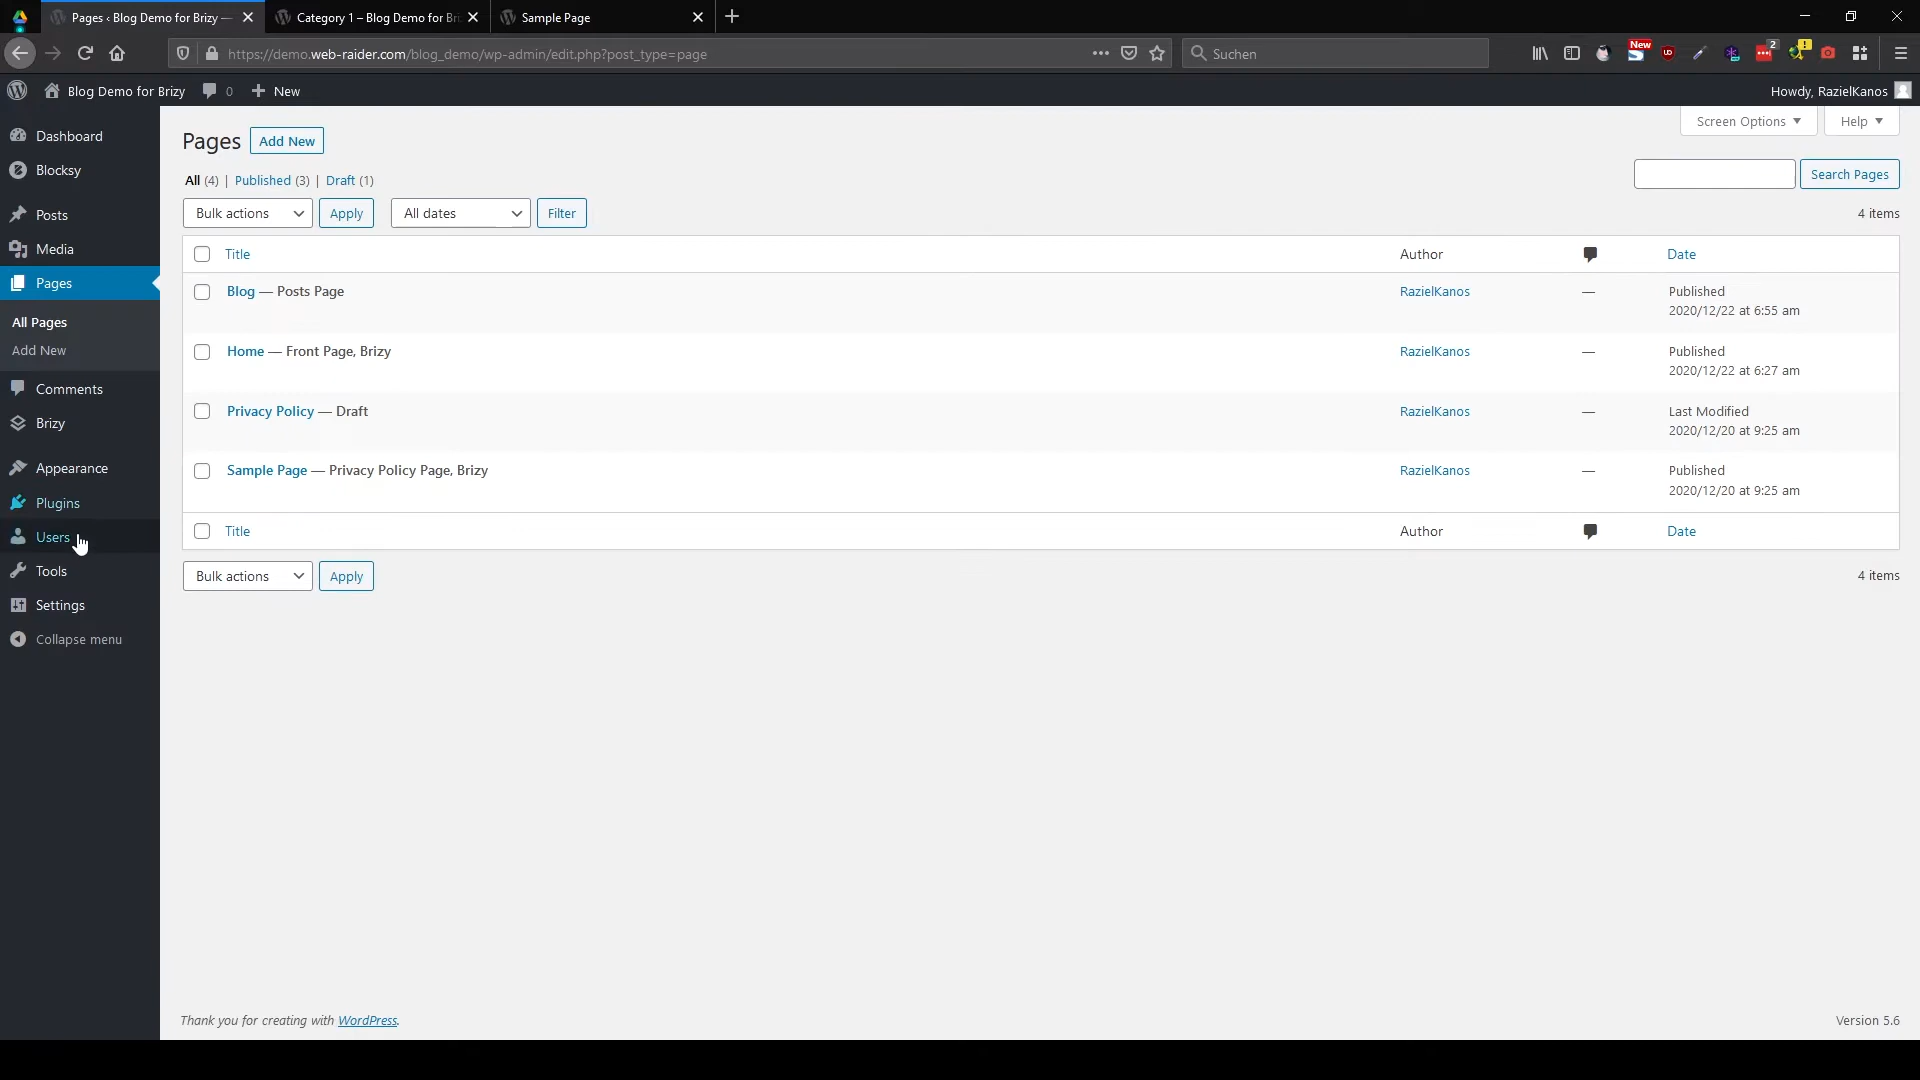 Pages ‹ Blog Demo for Brizy —
Category 1 – Blog Demo for Bri
Sample Page
https://demo.web-raider.com/blog_demo/wp-admin/edit.php?post_type=page
Suchen
New
2
Blog Demo for Brizy
0
New
Howdy, RazielKanos
Dashboard
Blocksy
Posts
Media
Pages
All Pages
Add New
Comments
Brizy
Appearance
Plugins
Users
Tools
Settings
Collapse menu
Screen Options
Help
Pages
Add New
All (4) | Published (3) | Draft (1)
Search Pages
Bulk actions
Apply
All dates
Filter
4 items
Title
Author
Date
Blog — Posts Page
RazielKanos
—
Published
2020/12/22 at 6:55 am
Home — Front Page, Brizy
RazielKanos
—
Published
2020/12/22 at 6:27 am
Privacy Policy — Draft
RazielKanos
—
Last Modified
2020/12/20 at 9:25 am
Sample Page — Privacy Policy Page, Brizy
RazielKanos
—
Published
2020/12/20 at 9:25 am
Title
Author
Date
Bulk actions
Apply
4 items
Thank you for creating with WordPress.
Version 5.6